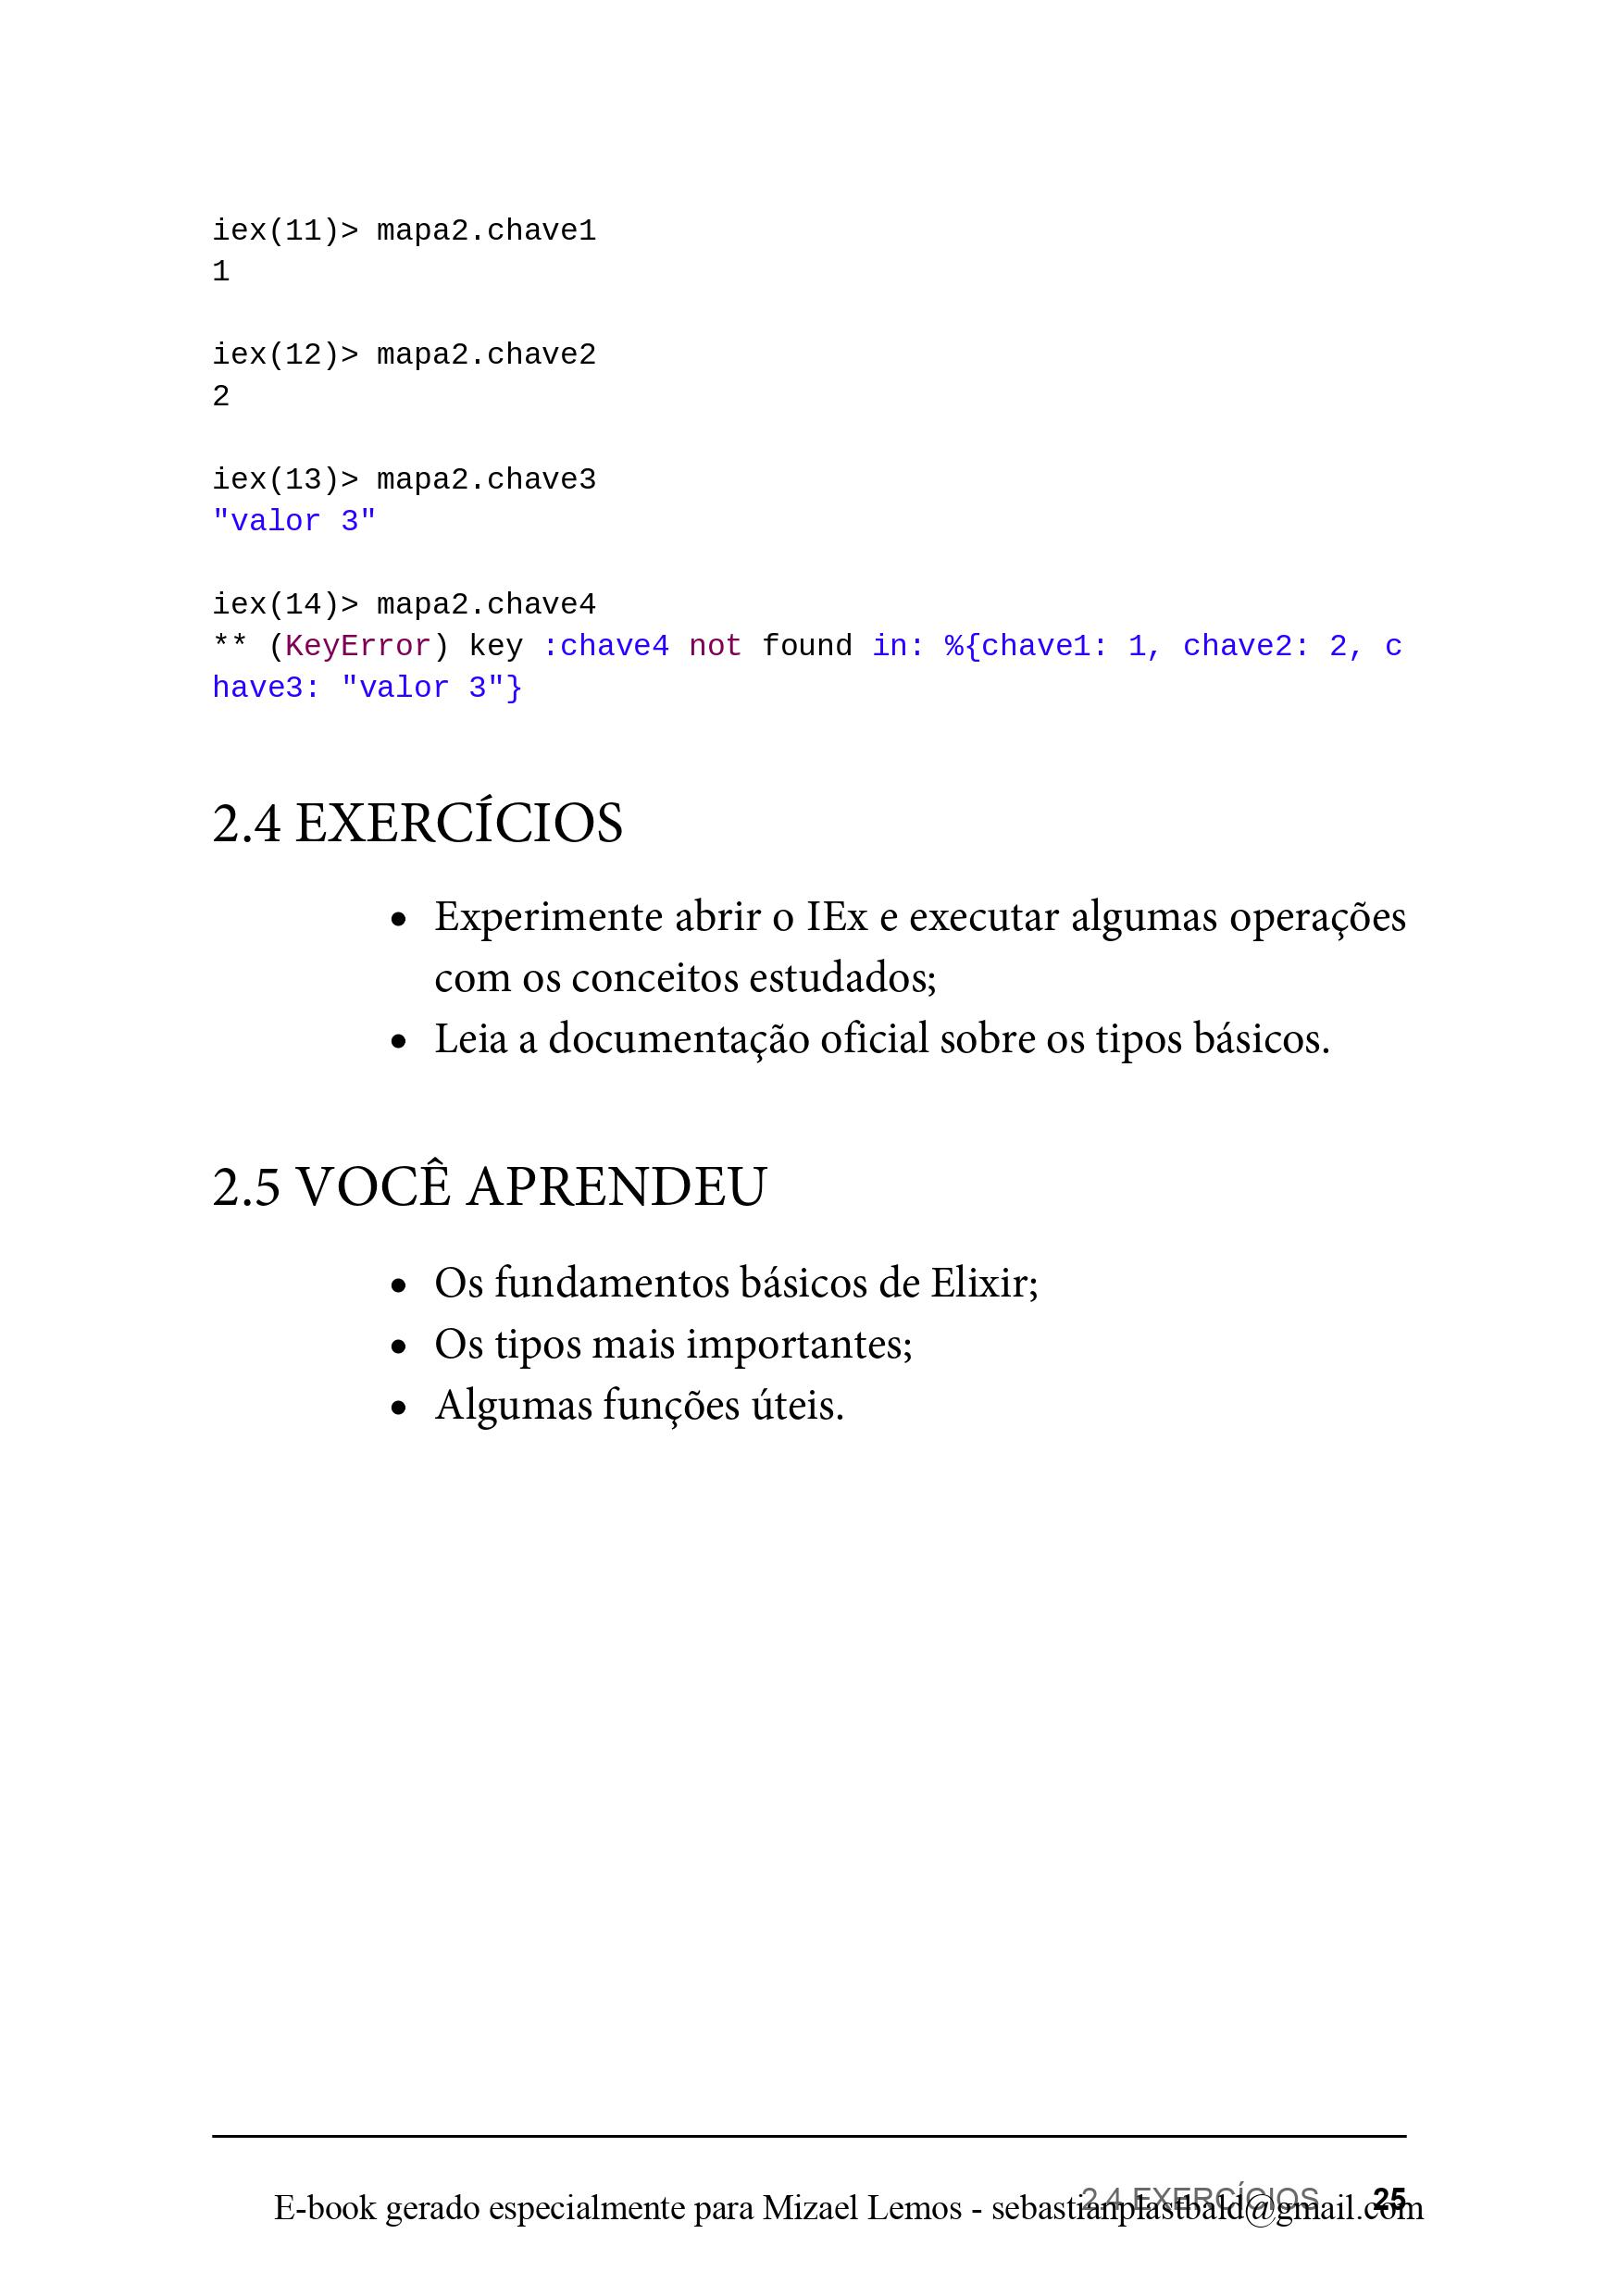 iex(11)> mapa2.chave1
1
iex(12)> mapa2.chave2
2
iex(13)> mapa2.chave3
"valor 3"
iex(14)> mapa2.chave4
** (KeyError) key :chave4 not found in: %{chave1: 1, chave2: 2, c
have3: "valor 3"}
2.4 EXERCÍCIOS
• Experimente abrir o IEx e executar algumas operações
com os conceitos estudados;
• Leia a documentação oficial sobre os tipos básicos.
2.5 VOCÊ APRENDEU
• Os fundamentos básicos de Elixir;
• Os tipos mais importantes;
• Algumas funções úteis.
2.4 EXERCÍCIOS 25
E-book gerado especialmente para Mizael Lemos - sebastianplastbald@gmail.com